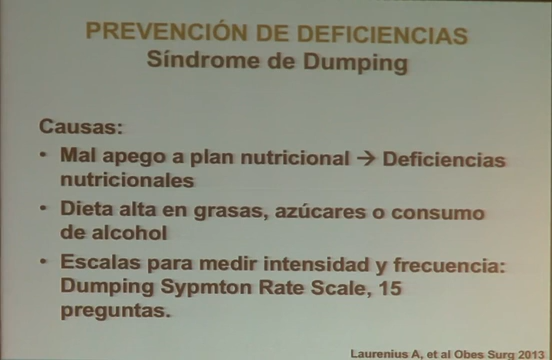 PREVENCIÓN DE DEFICIENCIAS
Síndrome de Dumping
Causas:
• Mal apego a plan nutricional → Deficiencias
nutricionales
• Dieta alta en grasas, azúcares o consumo
de alcohol
• Escalas para medir intensidad y frecuencia:
Dumping Sypmton Rate Scale, 15
preguntas.
Laurenius A, et al Obes Surg 2013